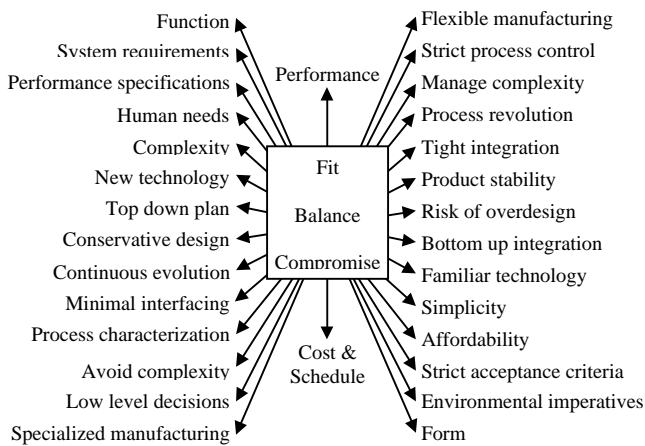 Function
System requirements
Performance specifications
Human needs
Complexity
New technology
Top down plan
Conservative design
Continuous evolution
Minimal interfacing
Process characterization
Avoid complexity
Low level decisions
Specialized manufacturing
Performance
Fit
Balance
Compromise
Cost &
Schedule
Flexible manufacturing
Strict process control
Manage complexity
Process revolution
Tight integration
Product stability
Risk of overdesign
Bottom up integration
Familiar technology
Simplicity
Affordability
Strict acceptance criteria
Environmental imperatives
Form